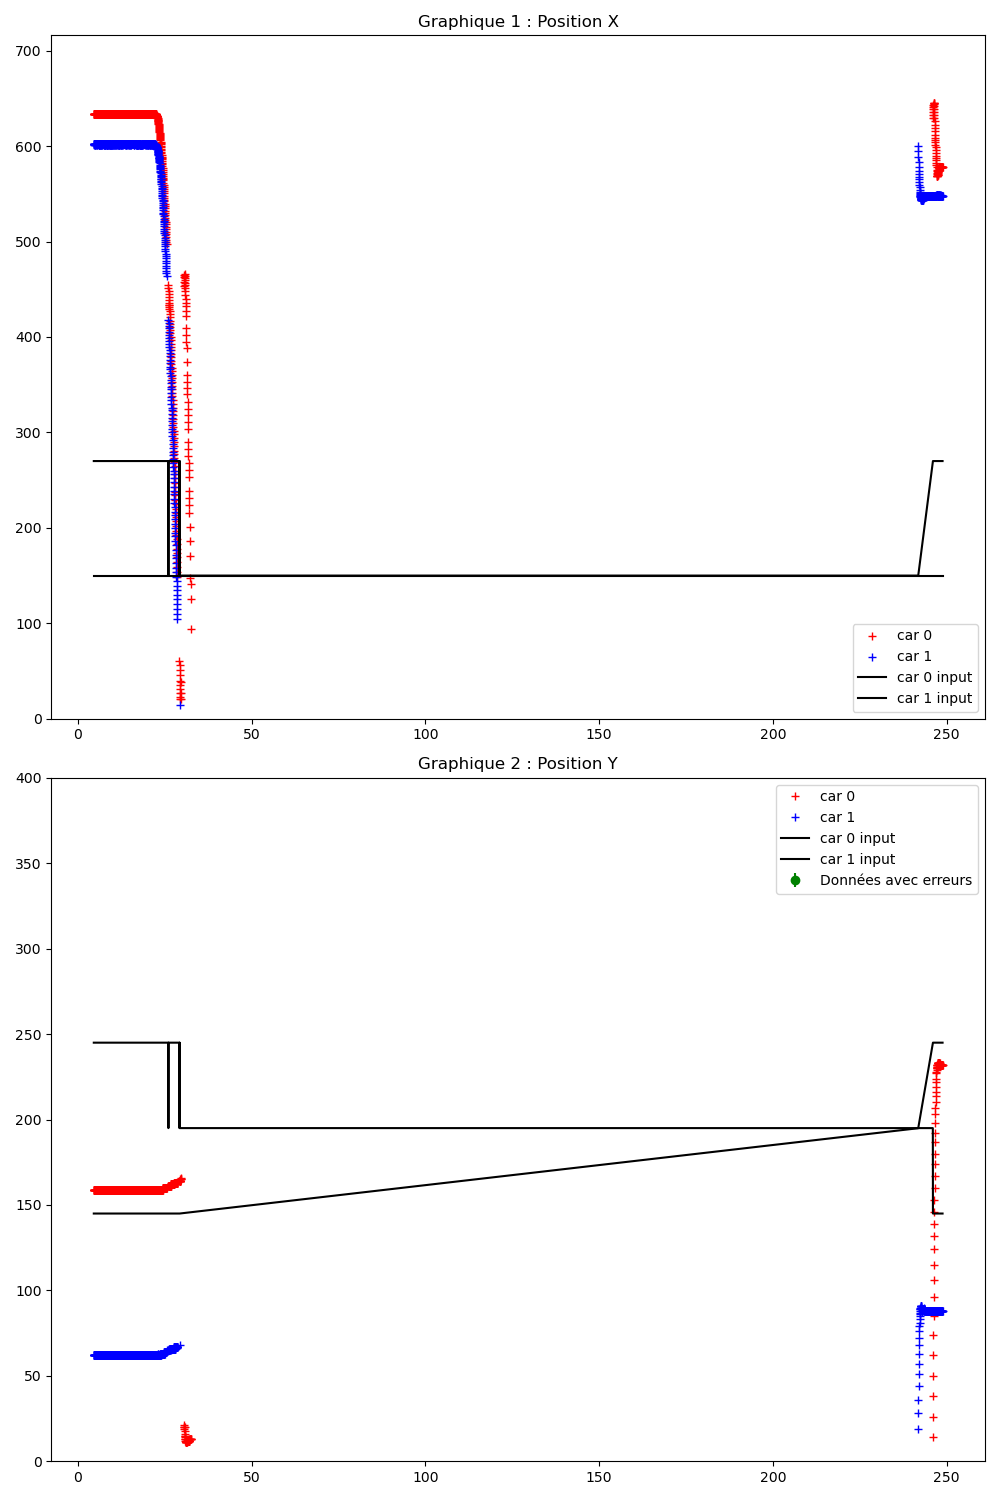 Graphique 1 : Position X
700
600
500
400
300
200
100
0
car 0
car 1
car 0 input
car 1 input
0 50 100 150 200 250
Graphique 2 : Position Y
400
350
300
250
200
150
100
50
0
car 0
car 1
car 0 input
car 1 input
Données avec erreurs
0 50 100 150 200 250